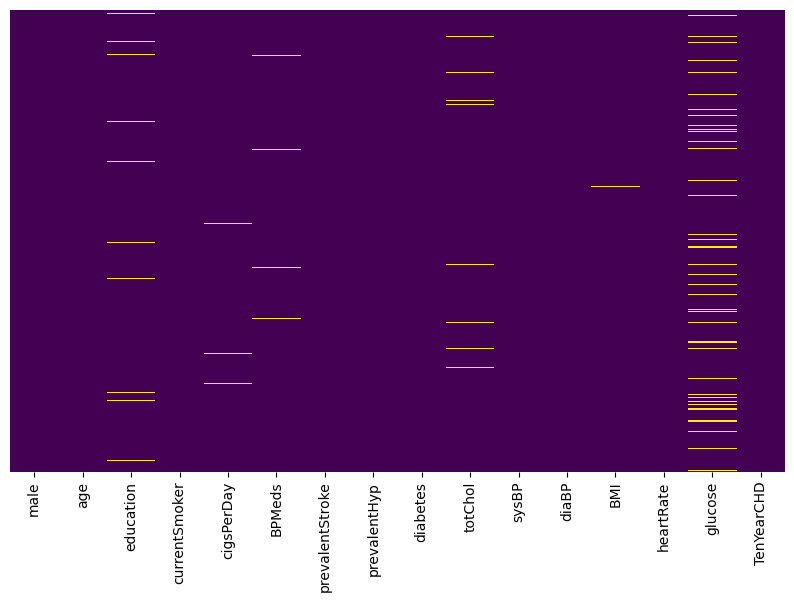 male
age
education
currentSmoker
cigsPerDay
BPMeds
prevalentStroke
prevalentHyp
diabetes
totChol
sysBP
diaBP
BMI
heartRate
glucose
TenYearCHD